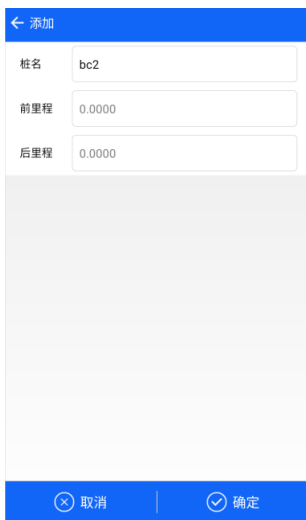 添加
桩名 bc2
前里程 0.0000
后里程 0.0000
取消 确定